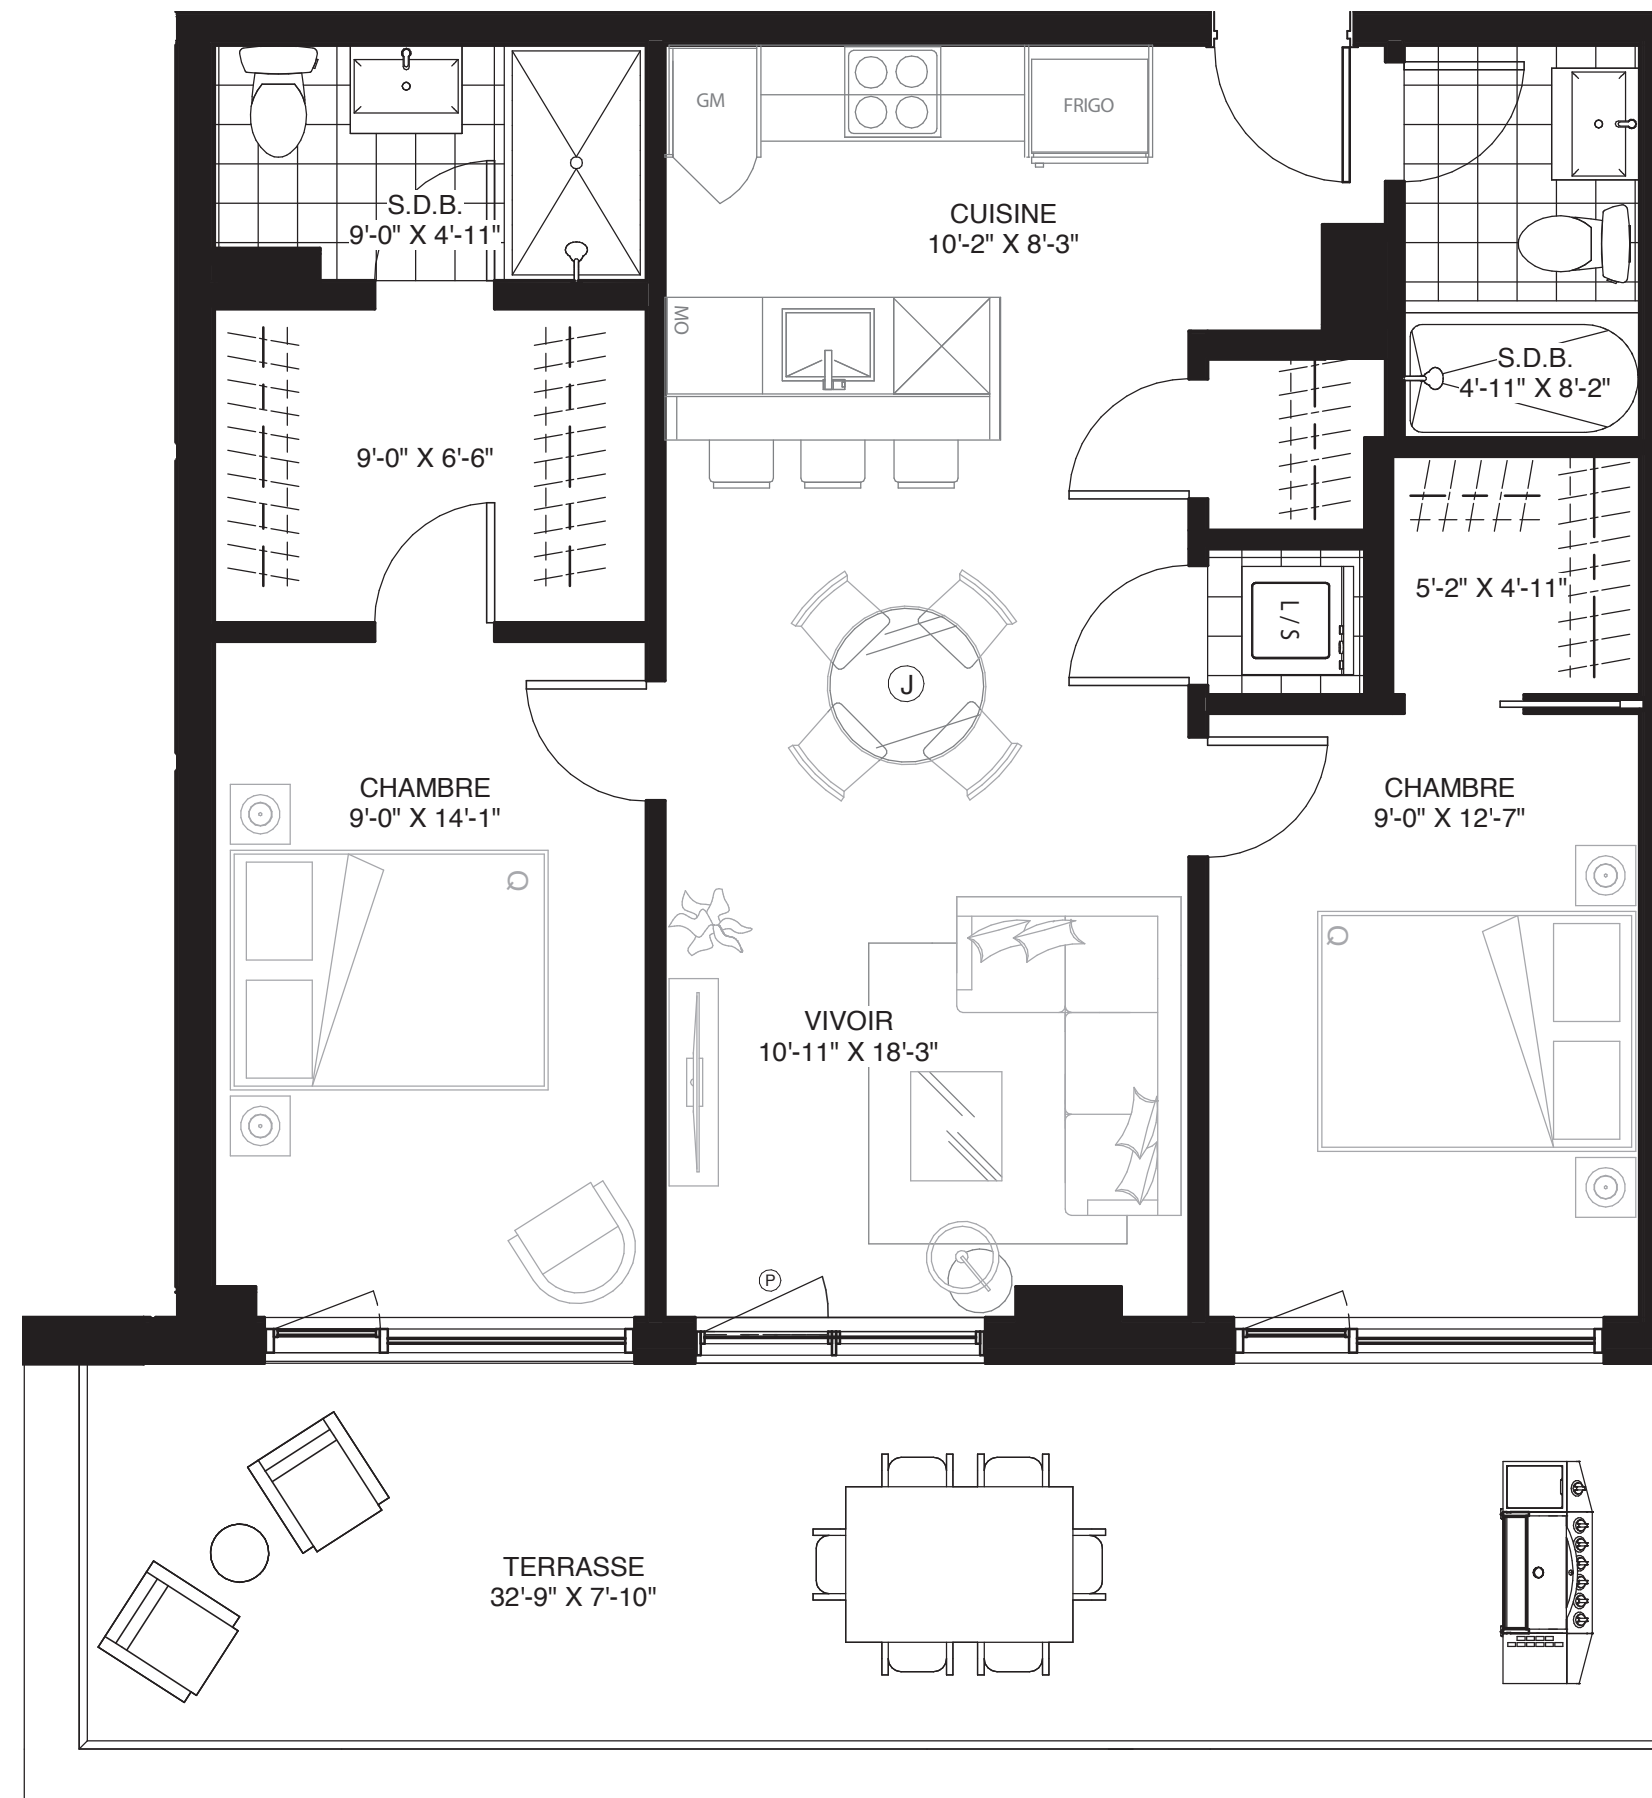 GM
FRIGO
S.D.B.
9'-0" X 4'-11"
CUISINE
10'-2" X 8'-3"
MO
S.D.B.
4'-11" X 8'-2"
9'-0" X 6'-6"
5'-2" X 4'-11"
L/S
J
CHAMBRE
9'-0" X 14'-1"
CHAMBRE
9'-0" X 12'-7"
Q
Q
VIVOIR
10'-11" X 18'-3"
P
TERRASSE
32'-9" X 7'-10"